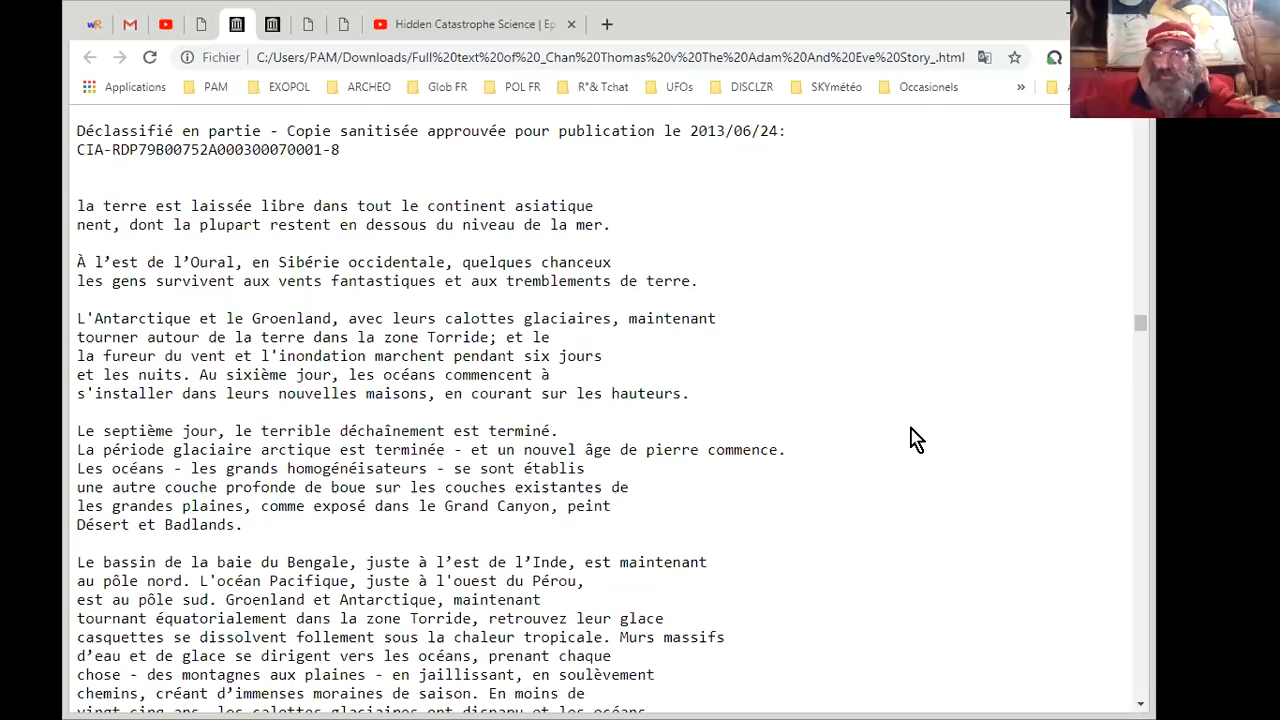 Hidden Catastrophe Science | Ep
Fichier
C:/Users/PAM/Downloads/Full%20text%20of%20_Chan%20Thomas%20v%20The%20Adam%20And%20Eve%20Story_.html
Applications
PAM
EXOPOL
ARCHEO
Glob FR
POL FR
R°& Tchat
UFOs
DISCLZR
SKYmétéo
Occasionels
»
Déclassifié en partie - Copie sanitisée approuvée pour publication le 2013/06/24:
CIA-RDP79B00752A000300070001-8
la terre est laissée libre dans tout le continent asiatique
nent, dont la plupart restent en dessous du niveau de la mer.
À l’est de l’Oural, en Sibérie occidentale, quelques chanceux
les gens survivent aux vents fantastiques et aux tremblements de terre.
L'Antarctique et le Groenland, avec leurs calottes glaciaires, maintenant
tourner autour de la terre dans la zone Torride; et le
la fureur du vent et l'inondation marchent pendant six jours
et les nuits. Au sixième jour, les océans commencent à
s'installer dans leurs nouvelles maisons, en courant sur les hauteurs.
Le septième jour, le terrible déchaînement est terminé.
La période glaciaire arctique est terminée - et un nouvel âge de pierre commence.
Les océans - les grands homogénéisateurs - se sont établis
une autre couche profonde de boue sur les couches existantes de
les grandes plaines, comme exposé dans le Grand Canyon, peint
Désert et Badlands.
Le bassin de la baie du Bengale, juste à l’est de l’Inde, est maintenant
au pôle nord. L'océan Pacifique, juste à l'ouest du Pérou,
est au pôle sud. Groenland et Antarctique, maintenant
tournant équatorialement dans la zone Torride, retrouvez leur glace
casquettes se dissolvent follement sous la chaleur tropicale. Murs massifs
d’eau et de glace se dirigent vers les océans, prenant chaque
chose - des montagnes aux plaines - en jaillissant, en soulèvement
chemins, créant d’immenses moraines de saison. En moins de
vingt-cinq ans, les calottes glaciaires ont disparu et les océans